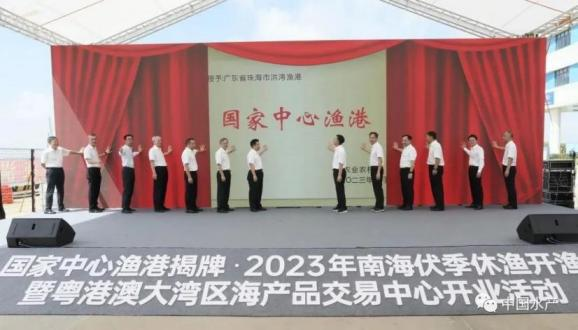 授予:广东省珠海市洪湾渔港
国家中心渔港
农业农村
二〇二三年
国家中心渔港揭牌·2023年南海伏季休渔开渔
暨粤港澳大湾区海产品交易中心开业活动
中国水产